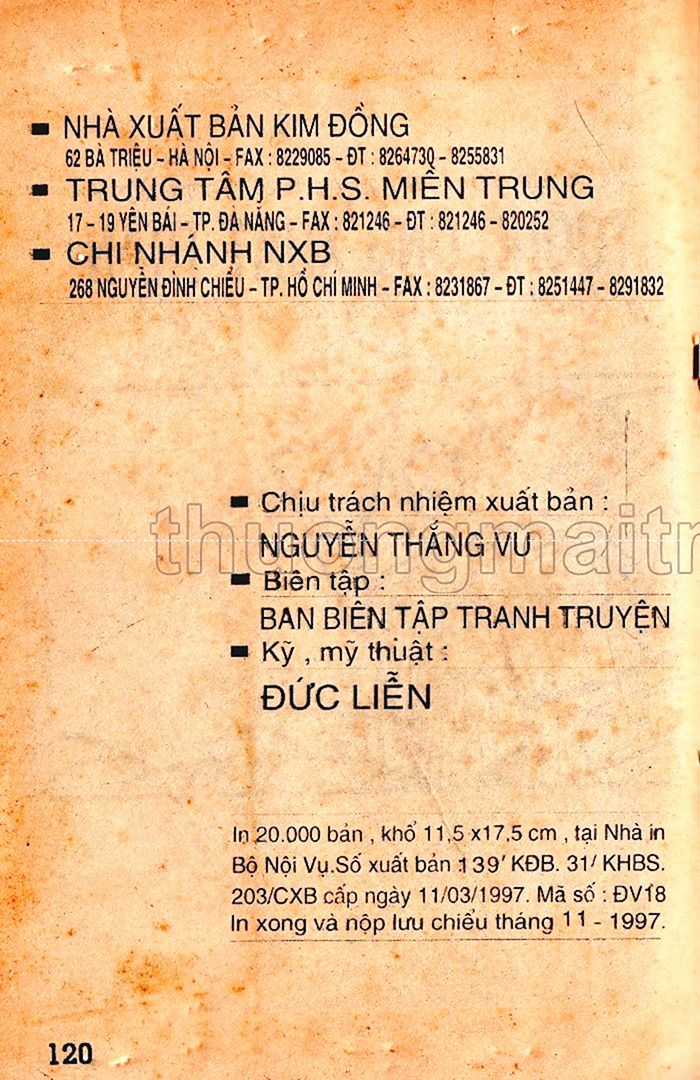 NHÀ XUẤT BẢN KIM ĐỒNG
62 BÀ TRIỆU – HÀ NỘI – FAX : 8229085 – ĐT : 8264730 – 8255831
TRUNG TÂM P.H.S. MIỀN TRUNG
17 – 19 YÊN BÁI – TP. ĐÀ NẴNG – FAX : 821246 – ĐT : 821246 – 820252
CHI NHÁNH NXB
268 NGUYỄN ĐÌNH CHIỂU – TP. HỒ CHÍ MINH – FAX : 8231867 – ĐT : 8251447 – 8291832
Chịu trách nhiệm xuất bản :
thuongmaitr
NGUYỄN THẮNG VU
Biên tập :
BAN BIÊN TẬP TRANH TRUYỆN
Kỹ , mỹ thuật :
ĐỨC LIỄN
In 20.000 bản , khổ 11,5 x17,5 cm , tại Nhà in
Bộ Nội Vụ.Số xuất bản 139/ KĐB. 31/ KHBS.
203/CXB cấp ngày 11/03/1997. Mã số : ĐV18
In xong và nộp lưu chiểu tháng 11 - 1997.
120